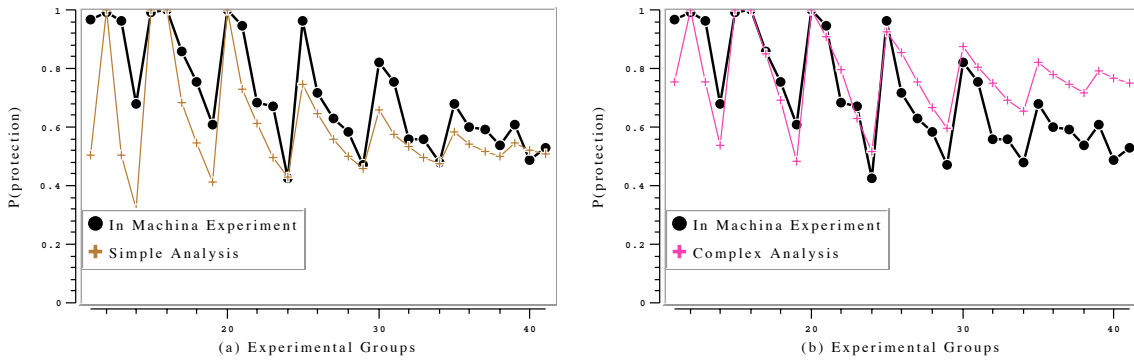 1
0.8
0.6
0.4
0.2
0
P(protection)
In Machina Experiment
Simple Analysis
20
30
40
(a) Experimental Groups
1
0.8
0.6
0.4
0.2
0
P(protection)
In Machina Experiment
Complex Analysis
20
30
40
(b) Experimental Groups